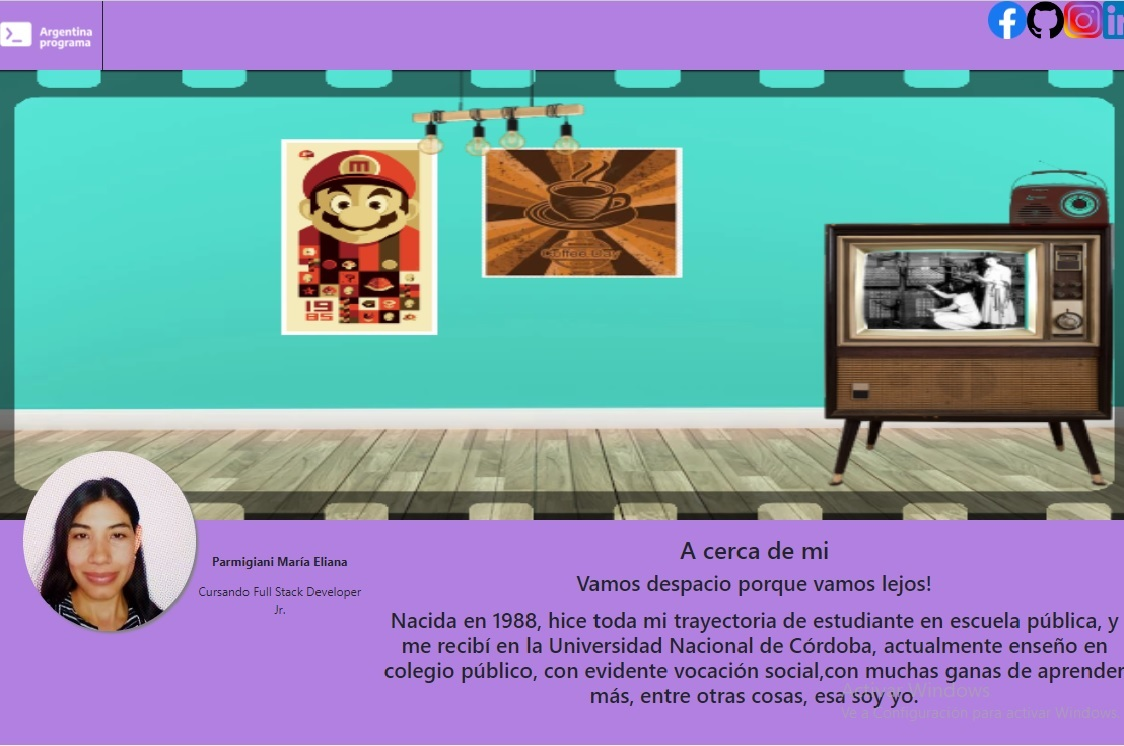 Argentina
programa
in
M
19
85
Coffee Day
Parmigiani María Eliana
Cursando Full Stack Developer
Jr.
A cerca de mi
Vamos despacio porque vamos lejos!
Nacida en 1988, hice toda mi trayectoria de estudiante en escuela pública, y
me recibí en la Universidad Nacional de Córdoba, actualmente enseño en
colegio público, con evidente vocación social,con muchas ganas de aprender
más, entre otras cosas, esa soy yo.
Activar Windows
Ve a Configuración para activar Windows.